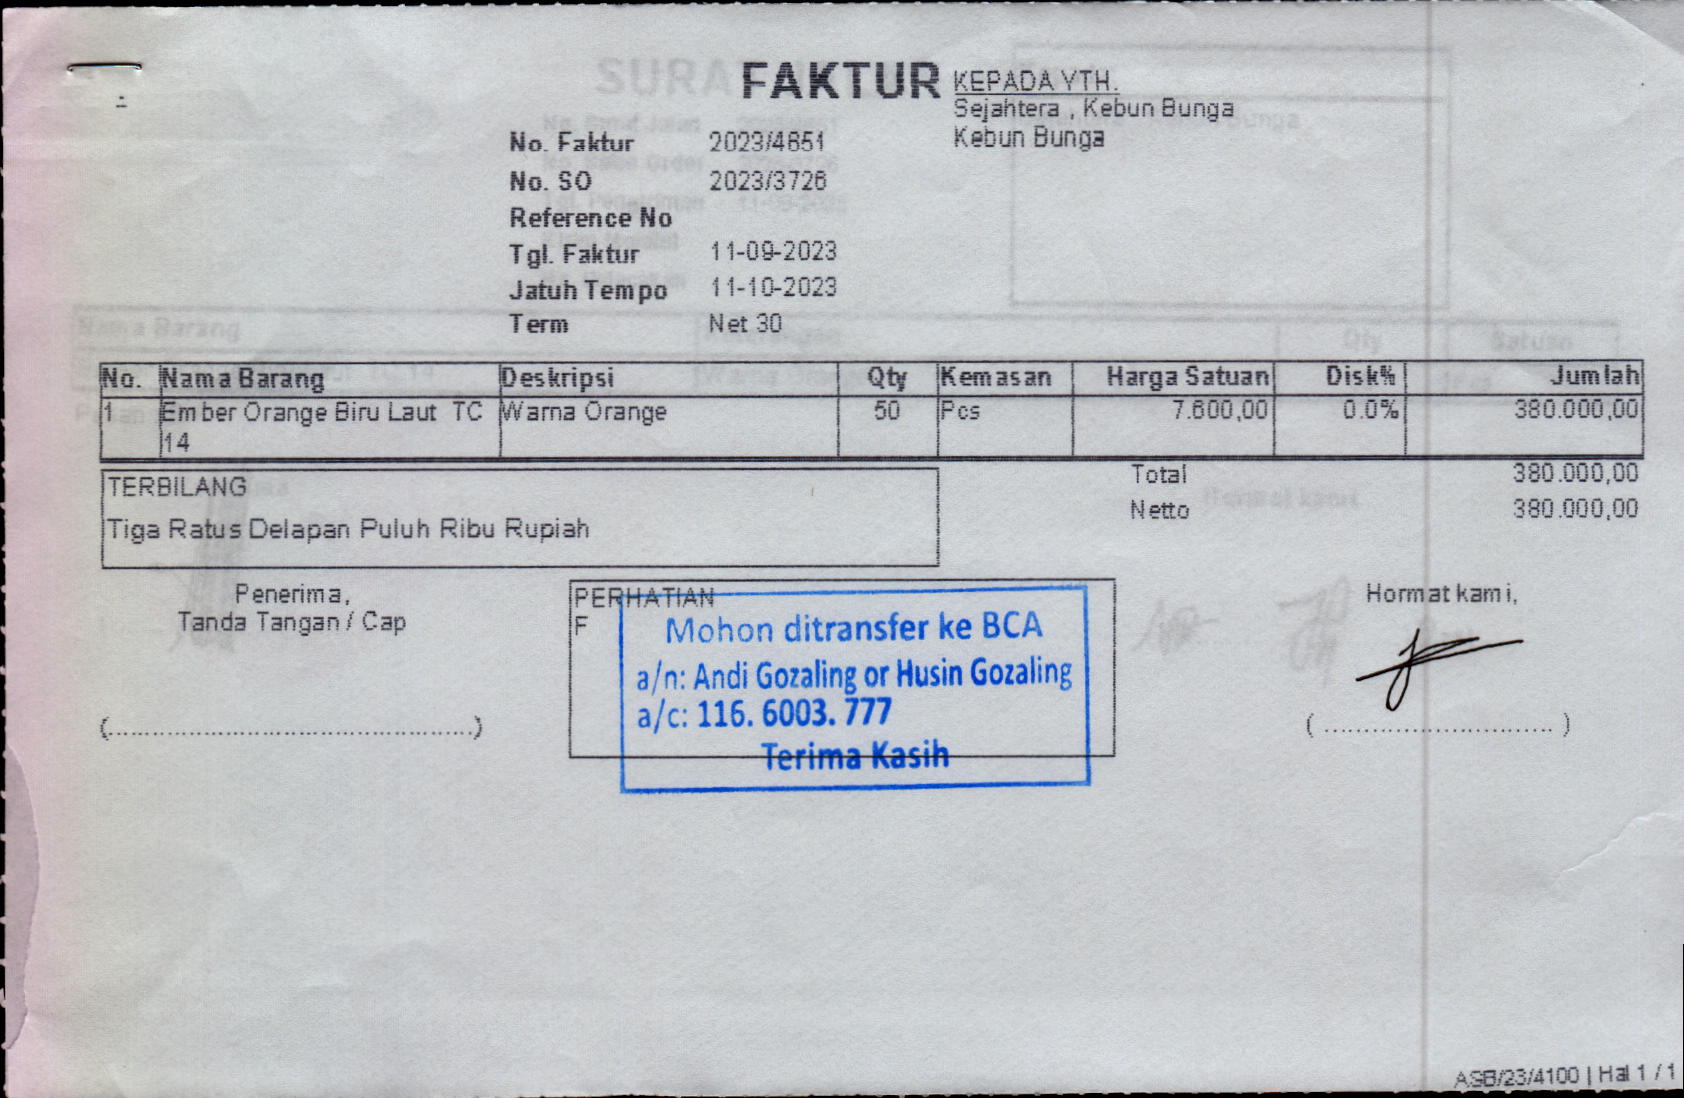 FAKTUR
KEPADA YTH.
Sejahtera , Kebun Bunga
Kebun Bunga
No. Faktur 2023/4651
No. SO 2023/3726
Reference No
Tgl. Faktur 11-09-2023
Jatuh Tempo 11-10-2023
Term Net 30
No. Nama Barang Deskripsi Qty Kemasan Harga Satuan Disk% Jumlah
1 Ember Orange Biru Laut TC Warna Orange 50 Pcs 7.600,00 0.0% 380.000,00
14
Total 380.000,00
Netto 380.000,00
TERBILANG
Tiga Ratus Delapan Puluh Ribu Rupiah
Penerima,
Tanda Tangan / Cap
(...............................................)
PERHATIAN
F
Mohon ditransfer ke BCA
a/n: Andi Gozaling or Husin Gozaling
a/c: 116. 6003. 777
Terima Kasih
Hormat kami,
( ............................. )
ASB/23/4100 | Hal 1 / 1